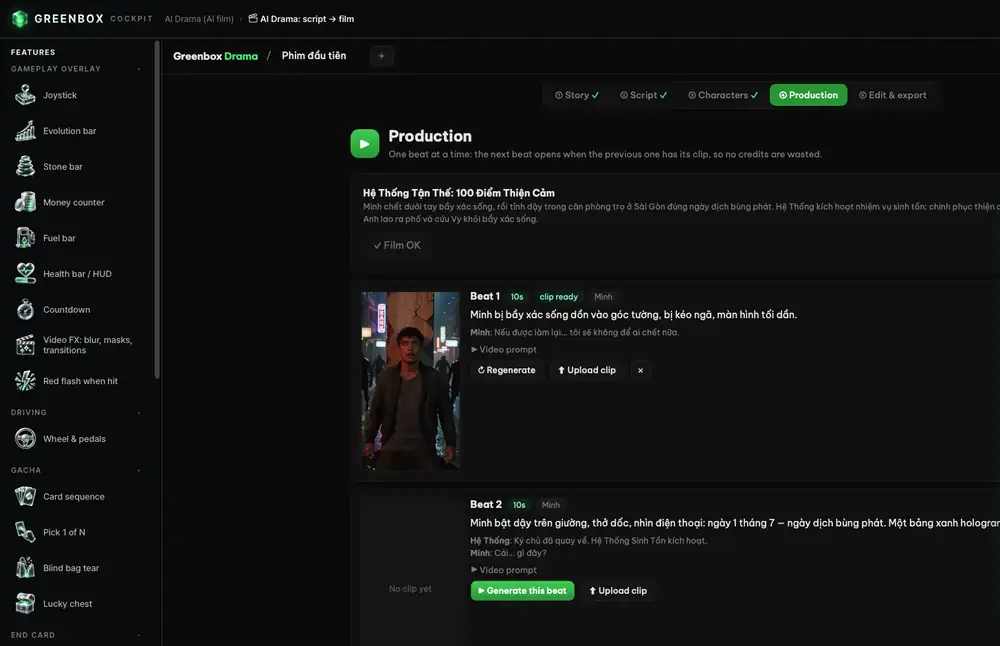 GREENBOX COCKPIT AI Drama (AI film) › AI Drama: script → film
FEATURES
GAMEPLAY OVERLAY
Joystick
Evolution bar
Stone bar
Money counter
Fuel bar
Health bar / HUD
Countdown
Video FX: blur, masks,
transitions
Red flash when hit
DRIVING
Wheel & pedals
GACHA
Card sequence
Pick 1 of N
Blind bag tear
Lucky chest
END CARD
Greenbox Drama / Phim đầu tiên +
① Story ✓ ② Script ✓ ③ Characters ✓ ④ Production ⑤ Edit & export
Production
One beat at a time: the next beat opens when the previous one has its clip, so no credits are wasted.
Hệ Thống Tận Thế: 100 Điểm Thiện Cảm
Minh chết dưới tay bầy xác sống, rồi tỉnh dậy trong căn phòng trọ ở Sài Gòn đúng ngày dịch bùng phát. Hệ Thống kích hoạt nhiệm vụ sinh tồn: chinh phục thiện
Anh lao ra phố và cứu Vy khỏi bầy xác sống.
✓ Film OK
Beat 1 10s clip ready Minh
Minh bị bầy xác sống dồn vào góc tường, bị kéo ngã, màn hình tối dần.
Minh: Nếu được làm lại... tôi sẽ không để ai chết nữa.
▶ Video prompt
↻ Regenerate ⬆ Upload clip ×
Beat 2 10s Minh
Minh bật dậy trên giường, thở dốc, nhìn điện thoại: ngày 1 tháng 7 — ngày dịch bùng phát. Một bảng xanh hologram
Hệ Thống: Ký chủ đã quay về. Hệ Thống Sinh Tồn kích hoạt.
Minh: Cái... gì đây?
▶ Video prompt
▶ Generate this beat ⬆ Upload clip
No clip yet